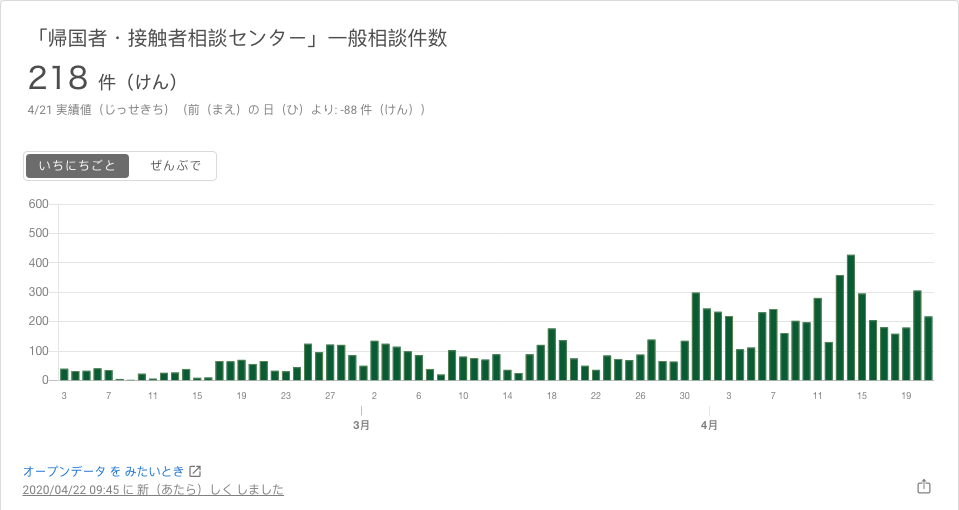 「帰国者・接触者相談センター」一般相談件数
218 件（けん）
4/21 実績値（じっせきち）（前（まえ）の 日（ひ）より: -88 件（けん））
いちにちごと ぜんぶで
600
500
400
300
200
100
0
3 7 11 15 19 23 27 2 6 10 14 18 22 26 30 3 7 11 15 19
3月 4月
オープンデータ を みたいとき
2020/04/22 09:45 に 新（あたら）しく しました